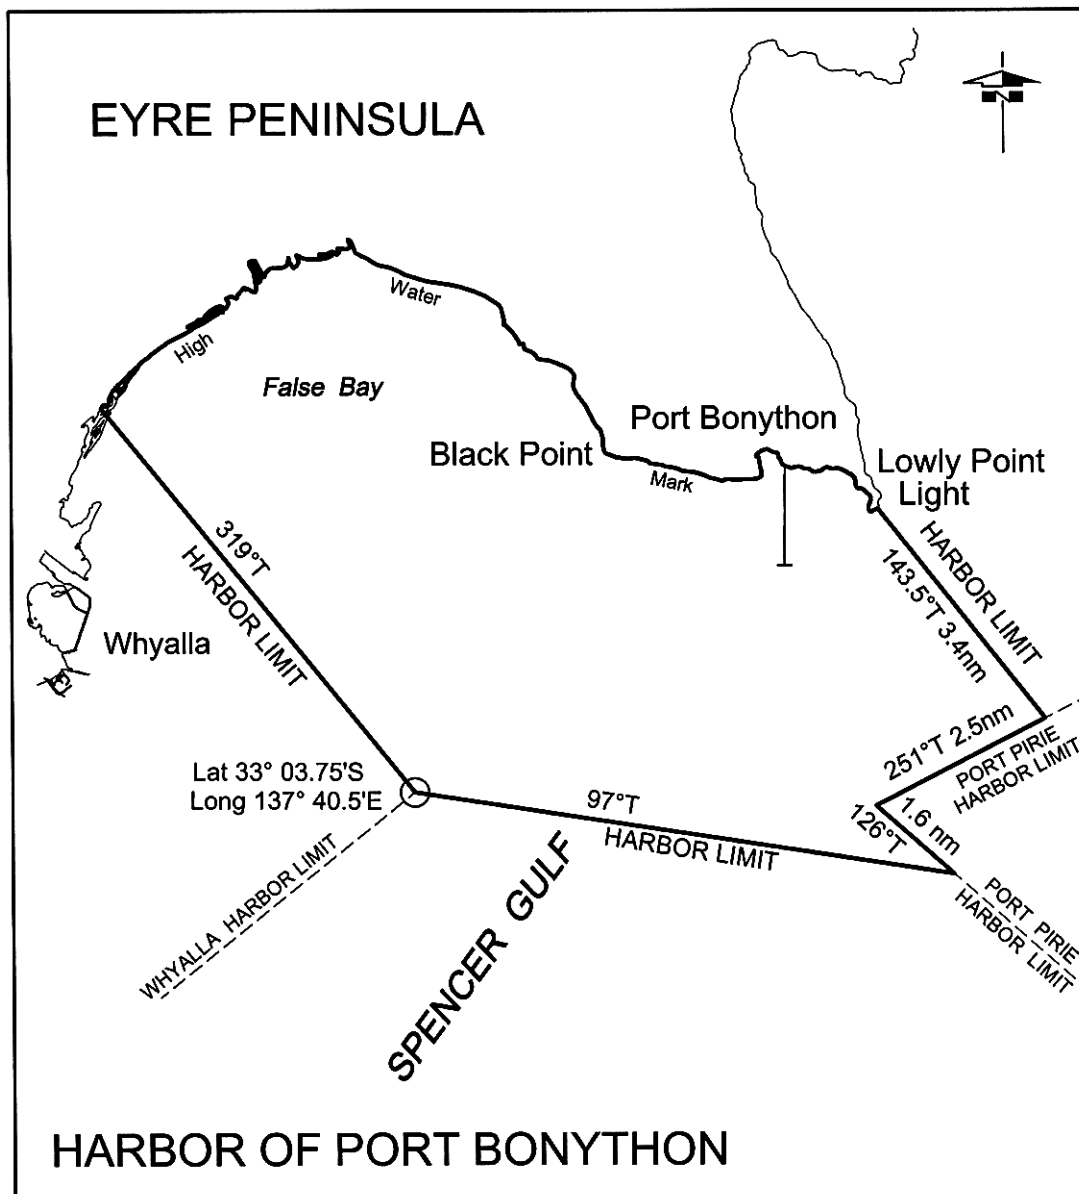 EYRE PENINSULA
N
Water
High
False Bay
Port Bonython
Black Point
Mark
Lowly Point
Light
319°T
HARBOR LIMIT
HARBOR LIMIT
143.5°T 3.4nm
Whyalla
251°T 2.5nm
PORT PIRIE
HARBOR LIMIT
Lat 33° 03.75'S
Long 137° 40.5'E
97°T
HARBOR LIMIT
1.6 nm
126°T
WHYALLA HARBOR LIMIT
SPENCER GULF
PORT PIRIE
HARBOR LIMIT
HARBOR OF PORT BONYTHON